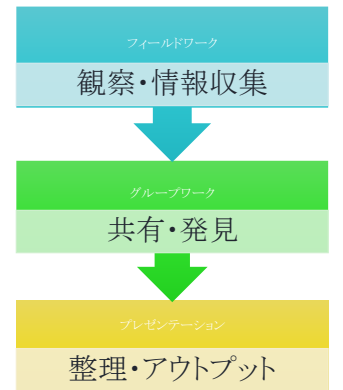 フィールドワーク
観察・情報収集
グループワーク
共有・発見
プレゼンテーション
整理・アウトプット